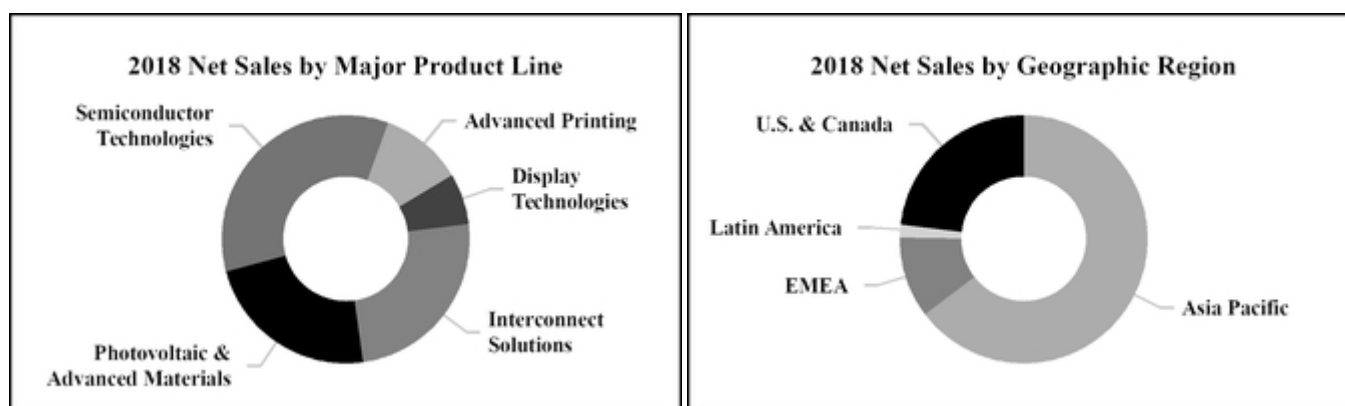 2018 Net Sales by Major Product Line
Semiconductor
Technologies
Advanced Printing
Display
Technologies
Interconnect
Solutions
Photovoltaic &
Advanced Materials
2018 Net Sales by Geographic Region
U.S. & Canada
Latin America
EMEA
Asia Pacific